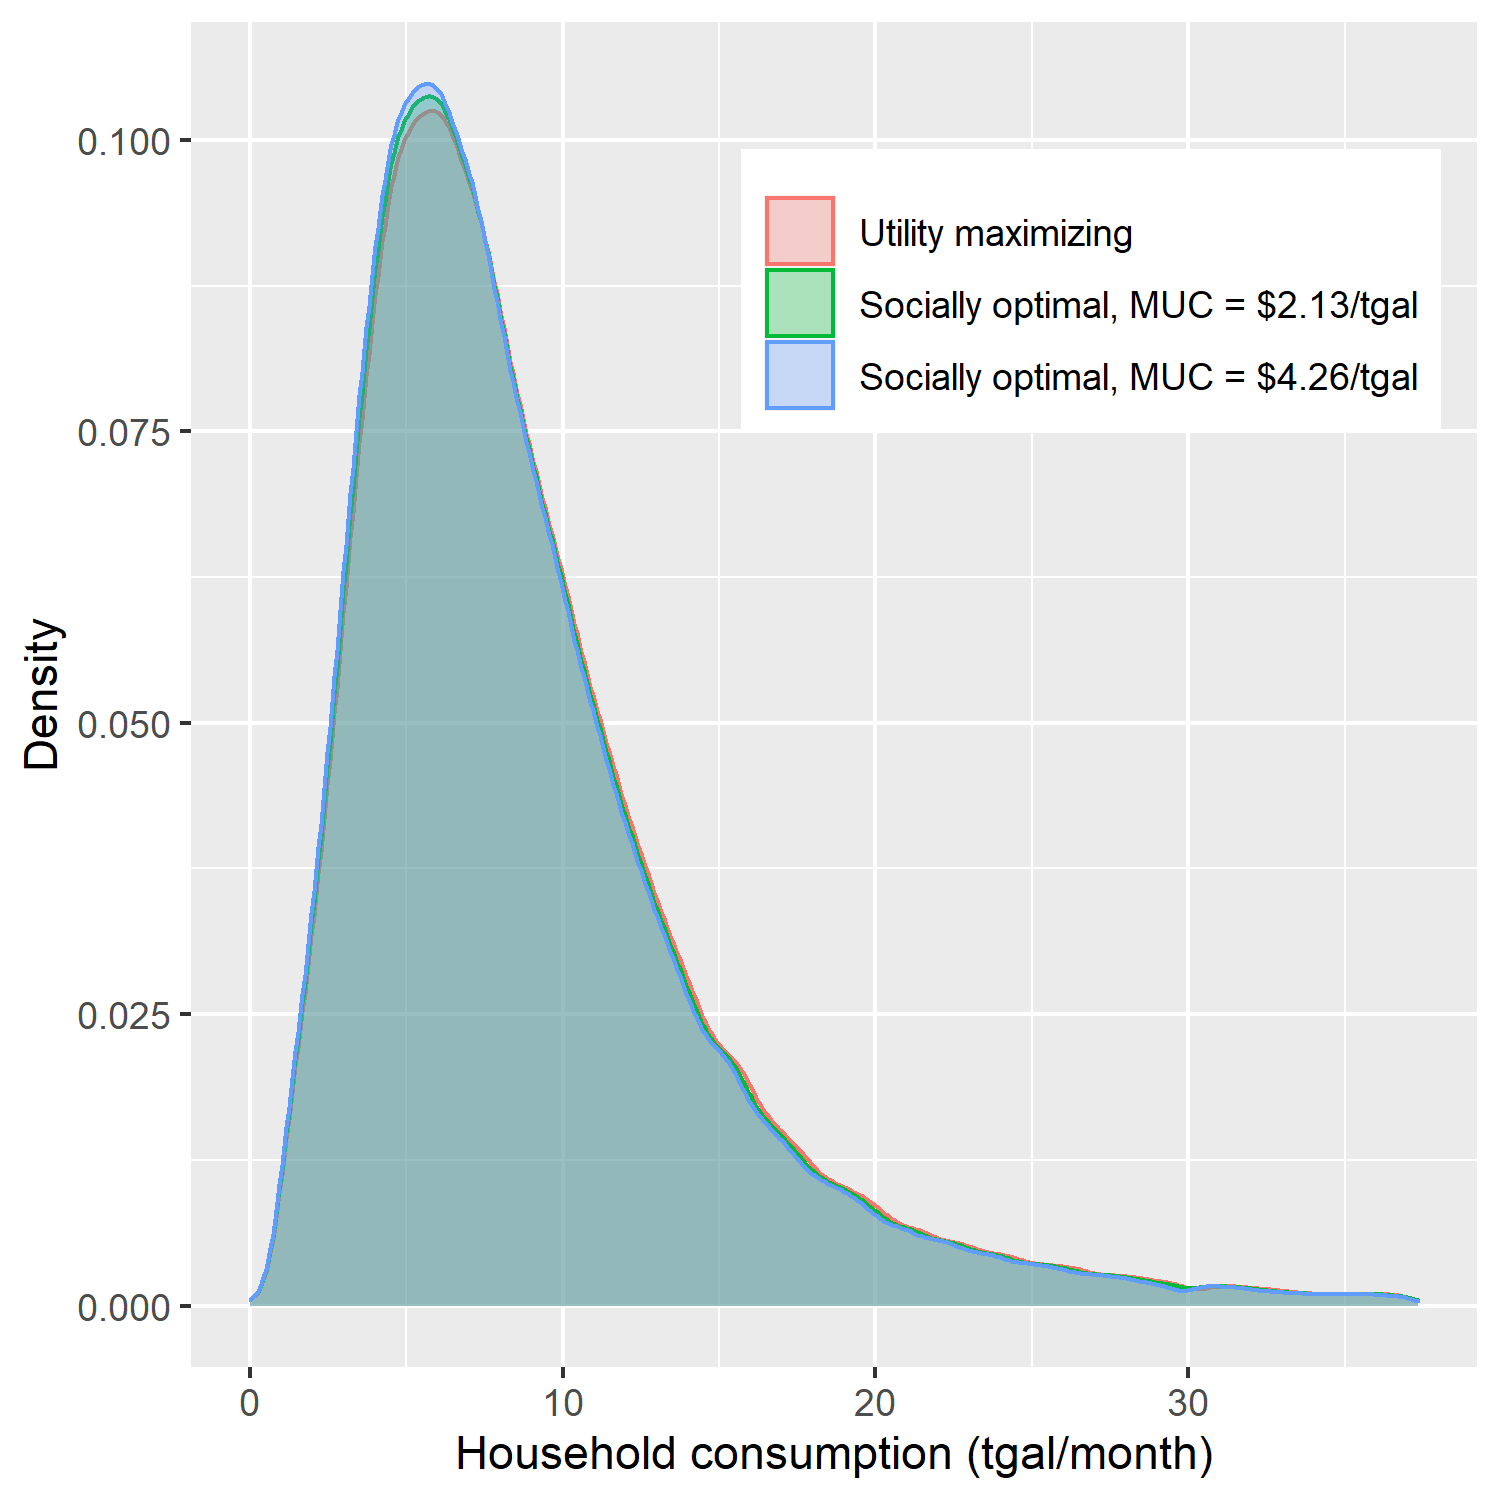 Utility maximizing
Socially optimal, MUC = $2.13/tgal
Socially optimal, MUC = $4.26/tgal
Density
0.100
0.075
0.050
0.025
0.000
0 10 20 30
Household consumption (tgal/month)